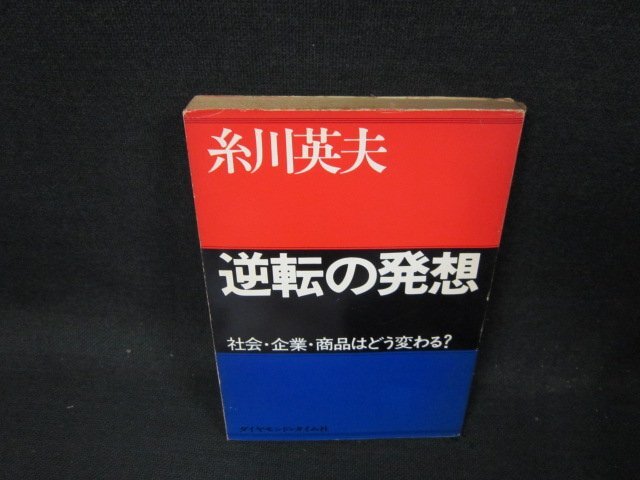 糸川英夫
逆転の発想
社会・企業・商品はどう変わる?
ダイヤモンド・タイム社